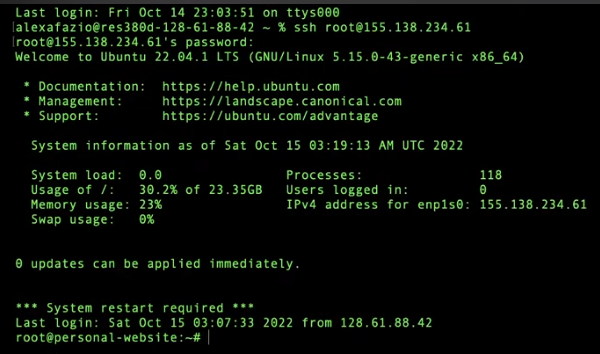 Last login: Fri Oct 14 23:03:51 on ttys000
alexafazio@res380d-128-61-88-42 ~ % ssh root@155.138.234.61
root@155.138.234.61's password:
Welcome to Ubuntu 22.04.1 LTS (GNU/Linux 5.15.0-43-generic x86_64)
* Documentation: https://help.ubuntu.com
* Management: https://landscape.canonical.com
* Support: https://ubuntu.com/advantage
System information as of Sat Oct 15 03:19:13 AM UTC 2022
System load: 0.0 Processes: 118
Usage of /: 30.2% of 23.35GB Users logged in: 0
Memory usage: 23% IPv4 address for enp1s0: 155.138.234.61
Swap usage: 0%
0 updates can be applied immediately.
*** System restart required ***
Last login: Sat Oct 15 03:07:33 2022 from 128.61.88.42
root@personal-website:~#